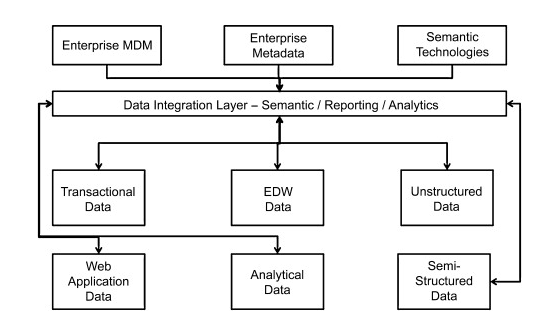 Enterprise MDM
Enterprise
Metadata
Semantic
Technologies
Data Integration Layer – Semantic / Reporting / Analytics
Transactional
Data
EDW
Data
Unstructured
Data
Web
Application
Data
Analytical
Data
Semi-
Structured
Data